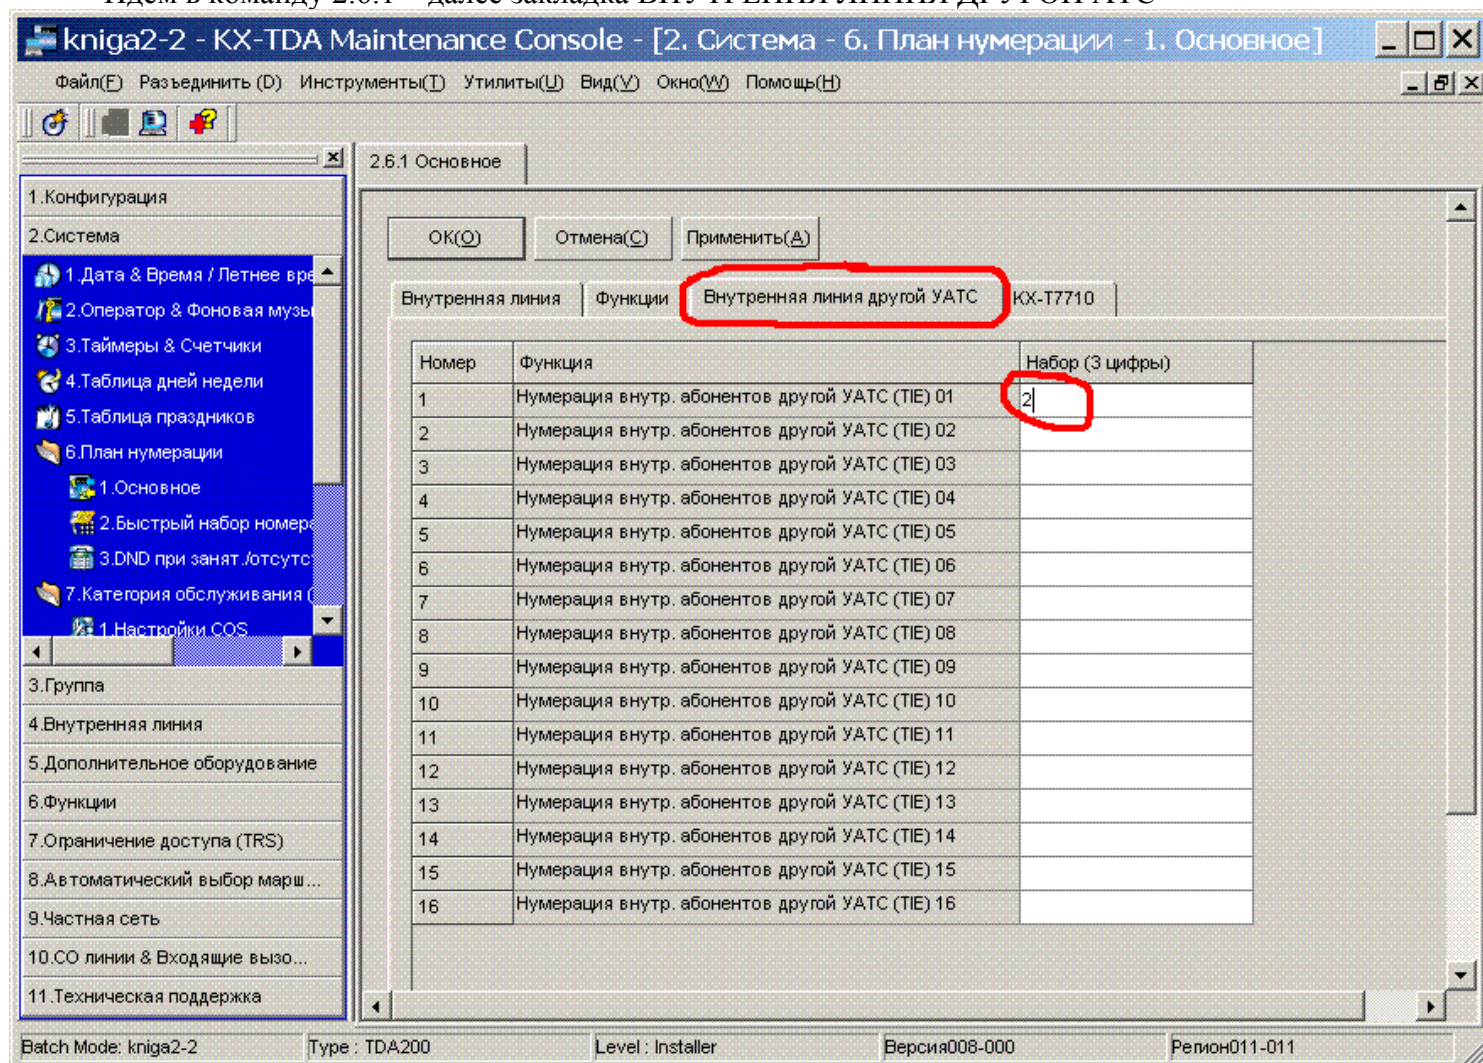 Идем в команду 2.6.1 – далее закладка ВНУТРЕННЯЯ ЛИНИЯ ДРУГОЙ АТС
kniga2-2 - KX-TDA Maintenance Console - [2. Система - 6. План нумерации - 1. Основное]
Файл(F) Разъединить (D) Инструменты(T) Утилиты(U) Вид(V) Окно(W) Помощь(H)
2.6.1 Основное
1.Конфигурация
2.Система
1.Дата & Время / Летнее вре
2.Оператор & Фоновая музы
3.Таймеры & Счетчики
4.Таблица дней недели
5.Таблица праздников
6.План нумерации
1.Основное
2.Быстрый набор номера
3.DND при занят./отсутс
7.Категория обслуживания (
1.Настройки COS
3.Группа
4.Внутренняя линия
5.Дополнительное оборудование
6.Функции
7.Ограничение доступа (TRS)
8.Автоматический выбор марш...
9.Частная сеть
10.CO линии & Входящие вызо...
11.Техническая поддержка
OK(O) Отмена(C) Применить(A)
Внутренняя линия Функции Внутренняя линия другой УАТС KX-T7710
Номер Функция Набор (3 цифры)
1 Нумерация внутр. абонентов другой УАТС (TIE) 01 2
2 Нумерация внутр. абонентов другой УАТС (TIE) 02
3 Нумерация внутр. абонентов другой УАТС (TIE) 03
4 Нумерация внутр. абонентов другой УАТС (TIE) 04
5 Нумерация внутр. абонентов другой УАТС (TIE) 05
6 Нумерация внутр. абонентов другой УАТС (TIE) 06
7 Нумерация внутр. абонентов другой УАТС (TIE) 07
8 Нумерация внутр. абонентов другой УАТС (TIE) 08
9 Нумерация внутр. абонентов другой УАТС (TIE) 09
10 Нумерация внутр. абонентов другой УАТС (TIE) 10
11 Нумерация внутр. абонентов другой УАТС (TIE) 11
12 Нумерация внутр. абонентов другой УАТС (TIE) 12
13 Нумерация внутр. абонентов другой УАТС (TIE) 13
14 Нумерация внутр. абонентов другой УАТС (TIE) 14
15 Нумерация внутр. абонентов другой УАТС (TIE) 15
16 Нумерация внутр. абонентов другой УАТС (TIE) 16
Batch Mode: kniga2-2 Type : TDA200 Level : Installer Версия008-000 Регион011-011